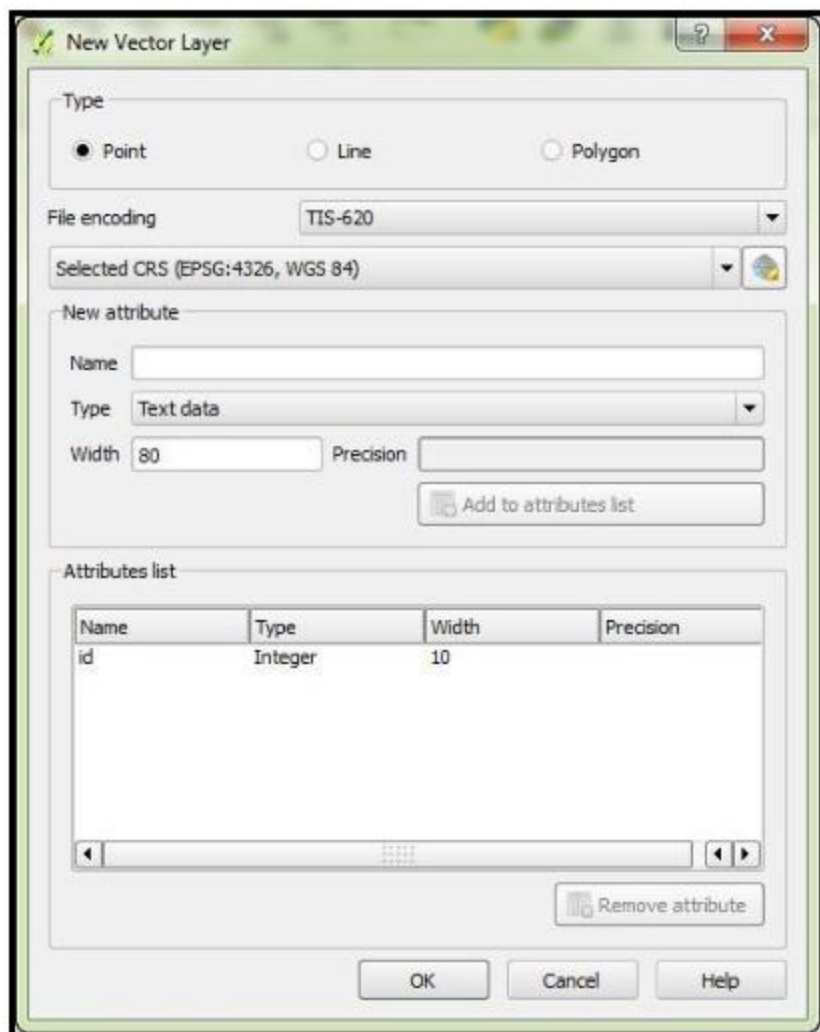 New Vector Layer
Type
Point Line Polygon
File encoding TIS-620
Selected CRS (EPSG:4326, WGS 84)
New attribute
Name
Type Text data
Width 80 Precision
Add to attributes list
Attributes list
Name Type Width Precision
id Integer 10
Remove attribute
OK Cancel Help